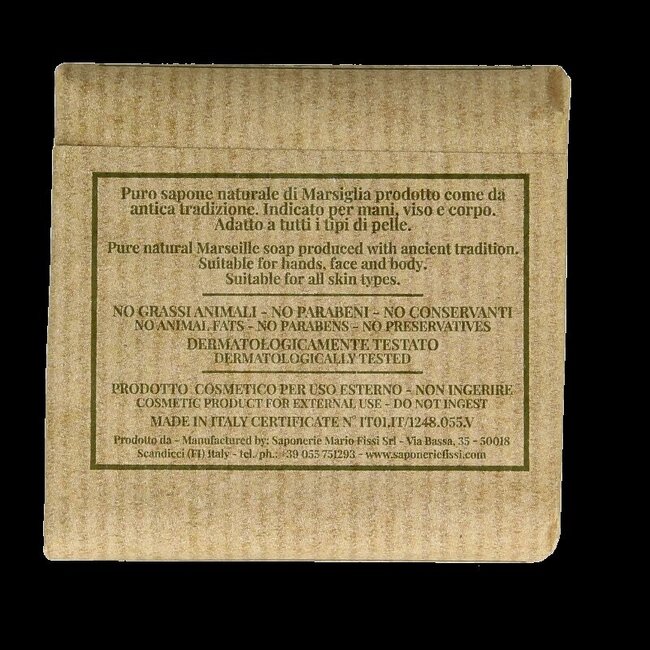 Puro sapone naturale di Marsiglia prodotto come da
antica tradizione. Indicato per mani, viso e corpo.
Adatto a tutti i tipi di pelle.
Pure natural Marseille soap produced with ancient tradition.
Suitable for hands, face and body.
Suitable for all skin types.
NO GRASSI ANIMALI - NO PARABENI - NO CONSERVANTI
NO ANIMAL FATS - NO PARABENS - NO PRESERVATIVES
DERMATOLOGICAMENTE TESTATO
DERMATOLOGICALLY TESTED
PRODOTTO COSMETICO PER USO ESTERNO - NON INGERIRE
COSMETIC PRODUCT FOR EXTERNAL USE - DO NOT INGEST
MADE IN ITALY CERTIFICATE N° IT01.IT/1248.055.V
Prodotto da - Manufactured by: Saponerie Mario Fissi Srl - Via Bassa, 35 - 50018
Scandicci (FI) Italy - tel. ph.: +39 055 751293 - www.saponeriefissi.com